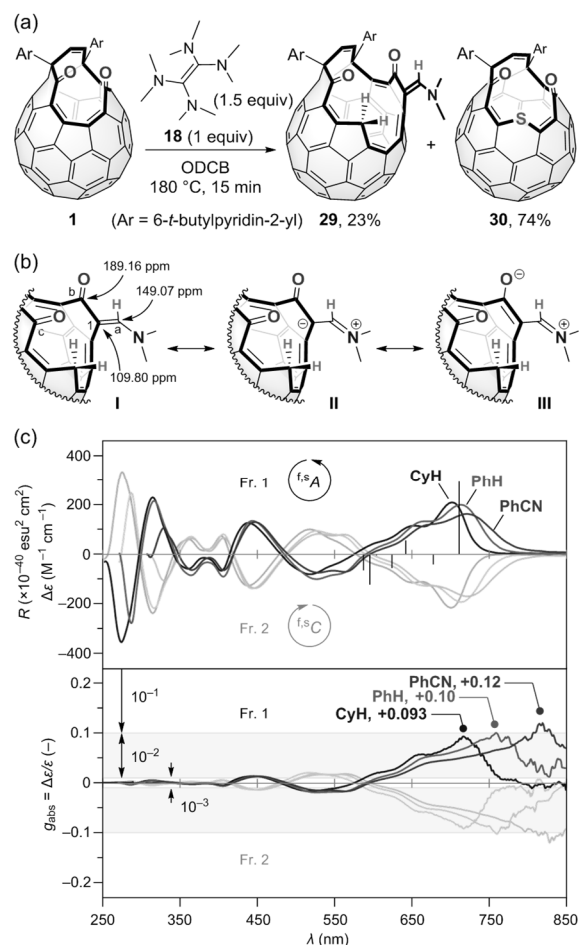 (a)
Ar
Ar
O
O
1
N
N
N
N
(1.5 equiv)
18 (1 equiv)
ODCB
180 °C, 15 min
(Ar = 6-t-butylpyridin-2-yl)
Ar
Ar
O
O
H
N
H
H
29, 23%
+
Ar
Ar
O
O
S
30, 74%
(b)
189.16 ppm
149.07 ppm
109.80 ppm
b
O
H
1
a
N
O
c
H
H
I
O
H
O
⊖
N
⊕
H
H
II
O
⊖
H
O
N
⊕
H
H
III
(c)
R (×10⁻⁴⁰ esu² cm²)
Δε (M⁻¹ cm⁻¹)
400
200
0
−200
−400
Fr. 1
f,sA
CyH
PhH
PhCN
Fr. 2
f,sC
gabs = Δε/ε (−)
0.2
0.1
0
−0.1
−0.2
10⁻¹
10⁻²
10⁻³
Fr. 1
PhCN, +0.12
PhH, +0.10
CyH, +0.093
Fr. 2
250
350
450
550
650
750
850
λ (nm)